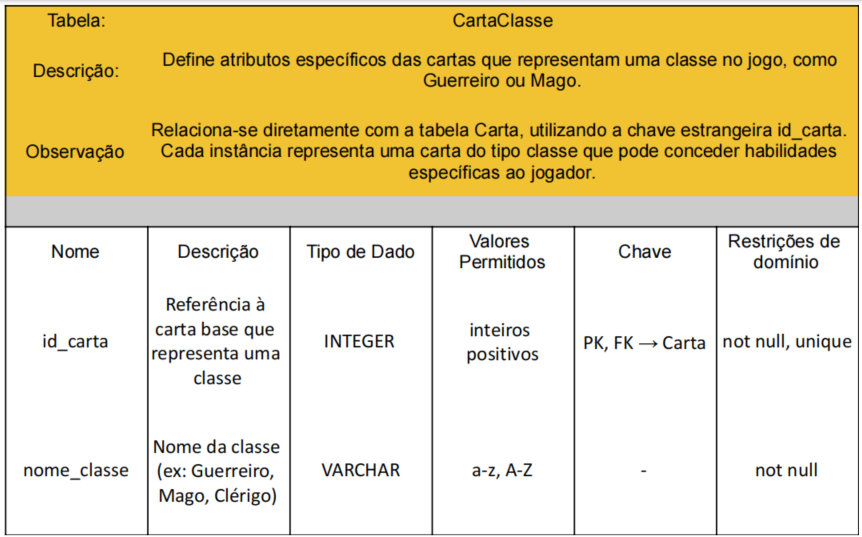 Tabela: CartaClasse
Descrição: Define atributos específicos das cartas que representam uma classe no jogo, como
Guerreiro ou Mago.
Observação Relaciona-se diretamente com a tabela Carta, utilizando a chave estrangeira id_carta.
Cada instância representa uma carta do tipo classe que pode conceder habilidades
específicas ao jogador.
Nome Descrição Tipo de Dado Valores Permitidos Chave Restrições de domínio
id_carta Referência à carta base que representa uma classe INTEGER inteiros positivos PK, FK → Carta not null, unique
nome_classe Nome da classe (ex: Guerreiro, Mago, Clérigo) VARCHAR a-z, A-Z - not null